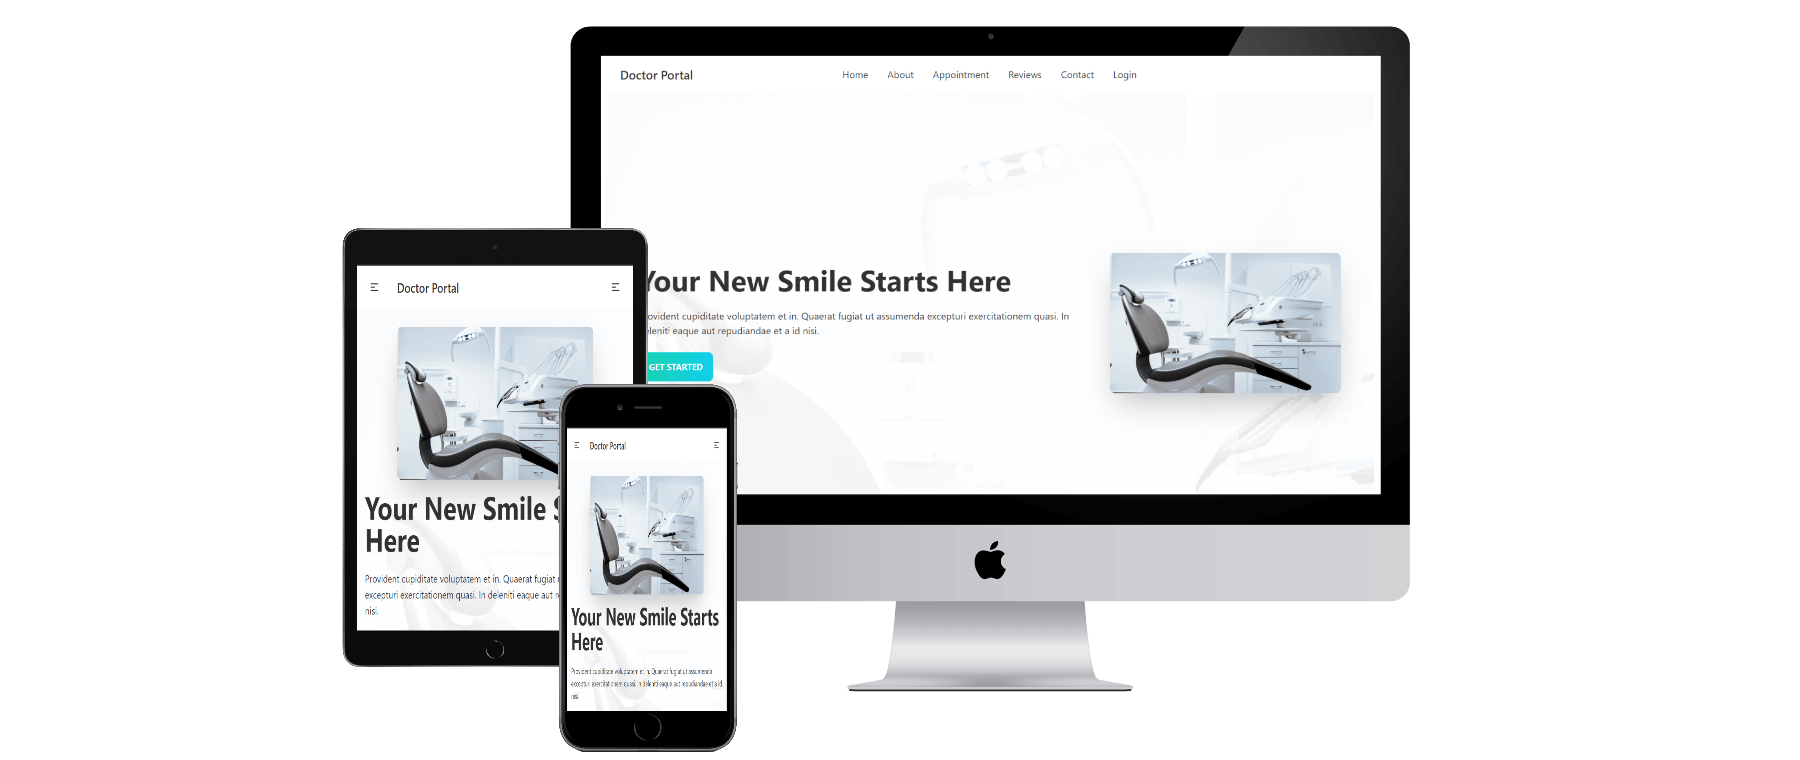 Doctor Portal
Home About Appointment Reviews Contact Login
Your New Smile Starts Here
ovident cupiditate voluptatem et in. Quaerat fugiat ut assumenda excepturi exercitationem quasi. In
eleniti eaque aut repudiandae et a id nisi.
GET STARTED
Doctor Portal
Your New Smile S
Here
Provident cupiditate voluptatem et in. Quaerat fugiat
excepturi exercitationem quasi. In deleniti eaque aut
nisi.
Doctor Portal
Your New Smile Starts
Here
Provident cupiditate voluptatem et in. Quaerat fugiat ut assumenda
excepturi exercitationem quasi. In deleniti eaque aut repudiandae et a id
nisi.